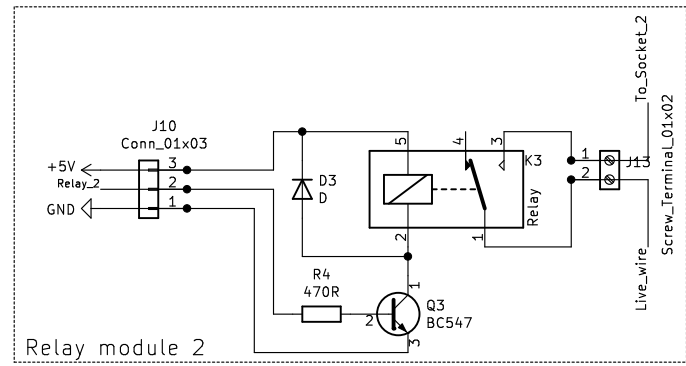 To_Socket_2
J10
Conn_01x03
+5V
3
Relay_2
2
GND
1
D3
D
5
4
3
K3
Relay
2
1
1
J13
2
Screw_Terminal_01x02
Live_wire
R4
470R
1
Q3
2
BC547
3
Relay module 2